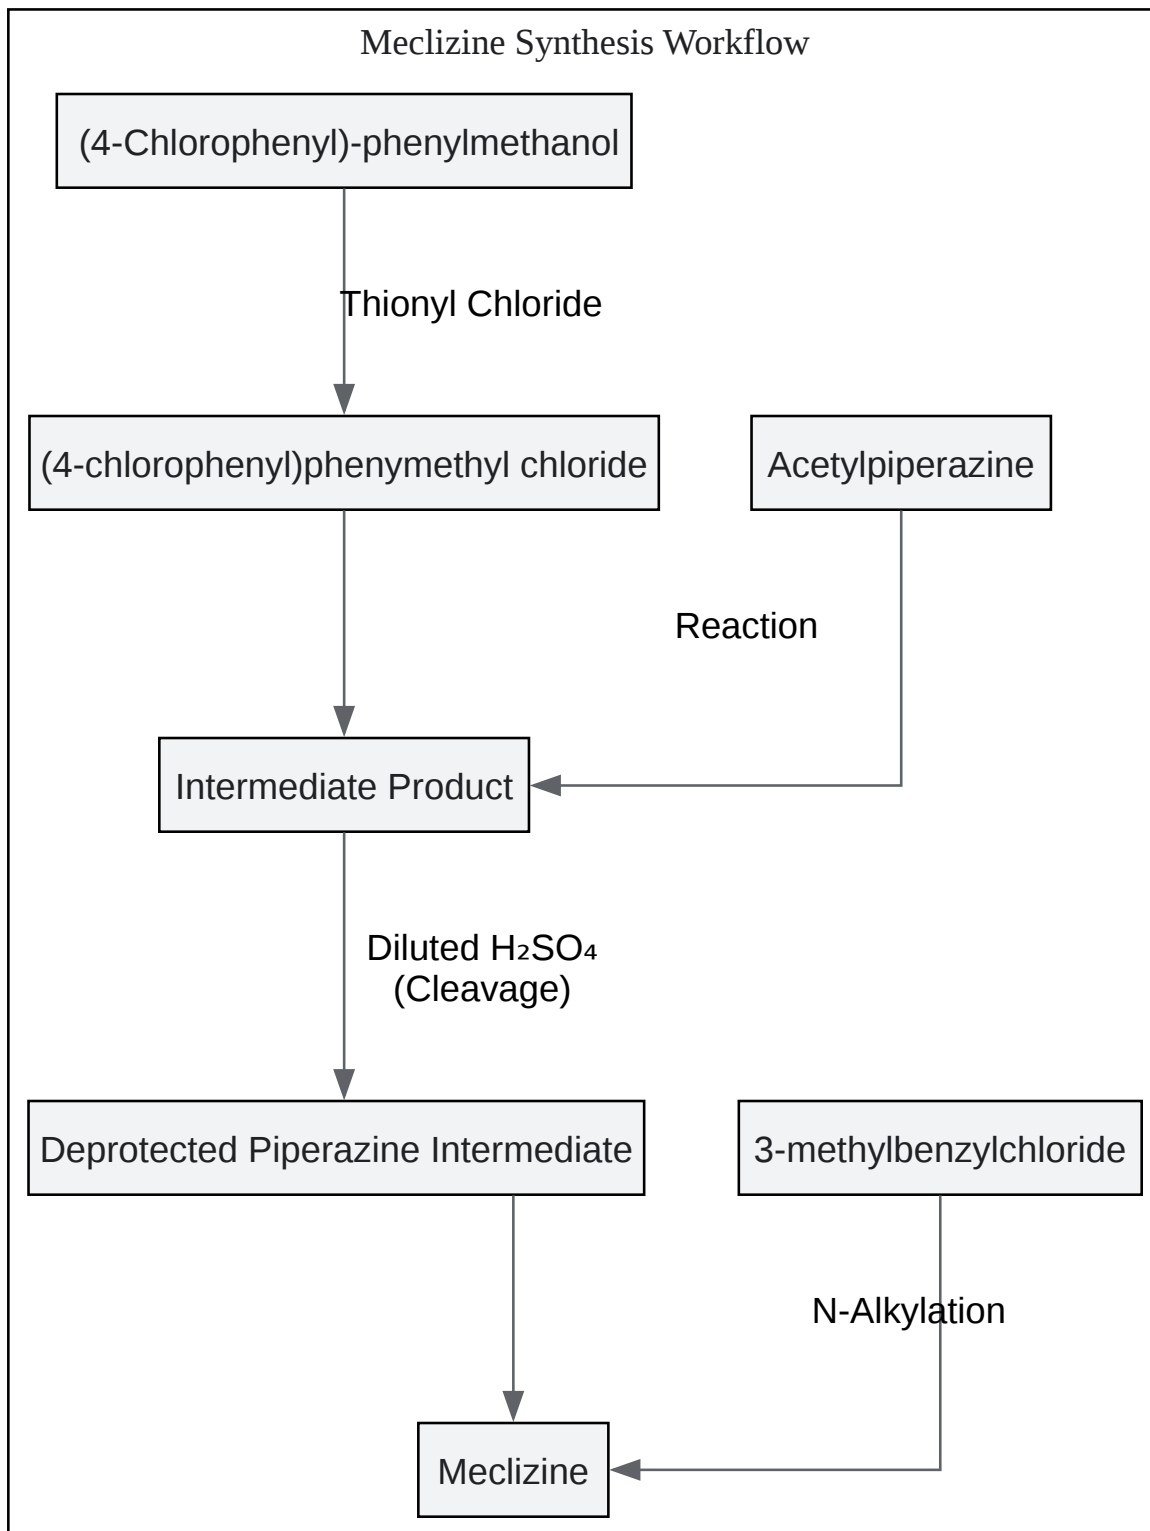 Meclizine Synthesis Workflow
(4-Chlorophenyl)-phenylmethanol
Thionyl Chloride
(4-chlorophenyl)phenymethyl chloride
Acetylpiperazine
Reaction
Intermediate Product
Diluted H₂SO₄
(Cleavage)
Deprotected Piperazine Intermediate
3-methylbenzylchloride
N-Alkylation
Meclizine